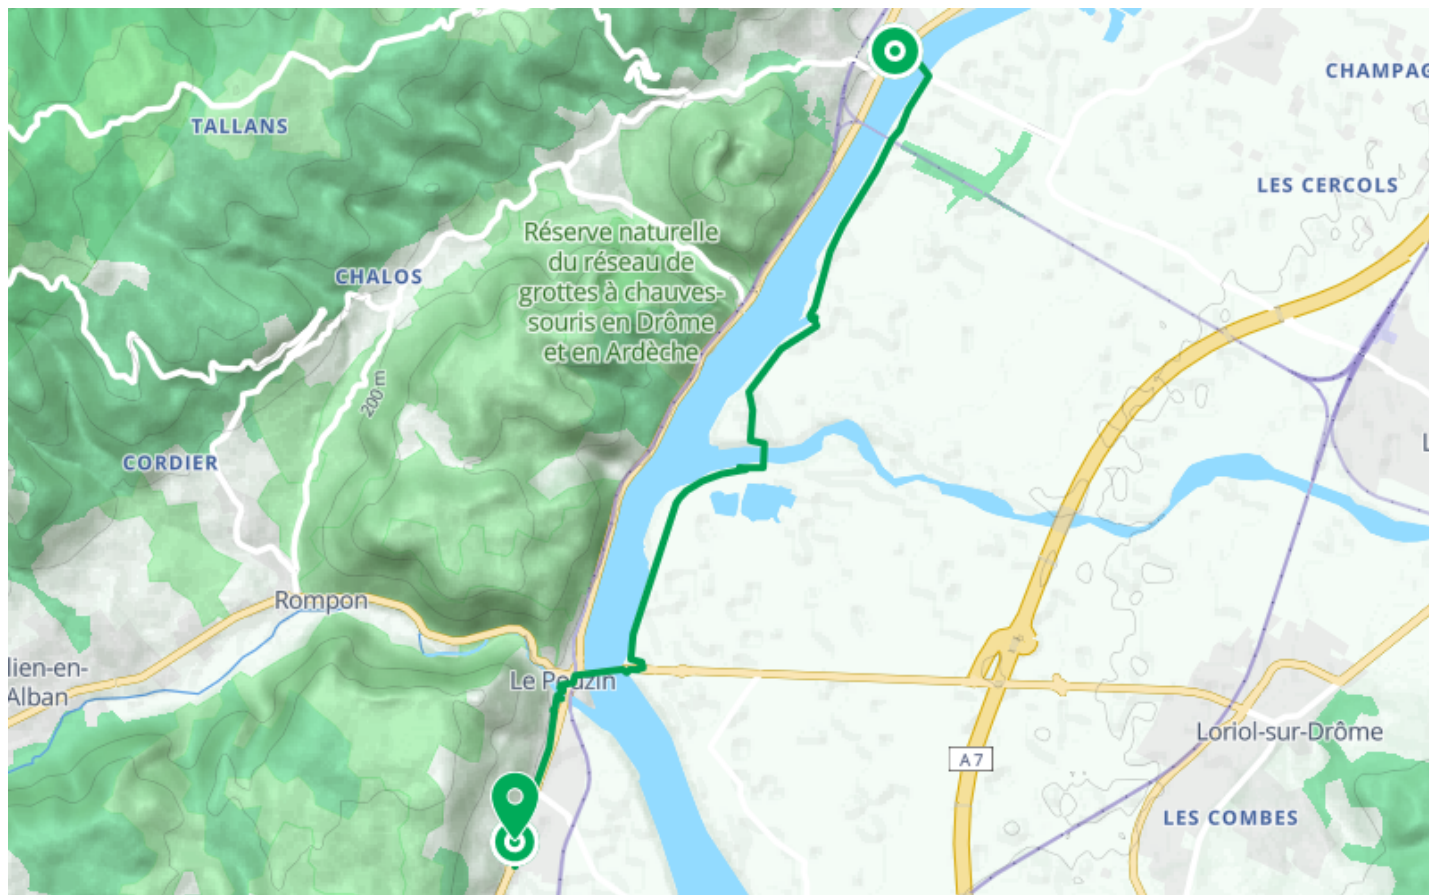 CHAMPAG
TALLANS
LES CERCOLS
Réserve naturelle
du réseau de
grottes à chauves-
souris en Drôme
et en Ardèche
CHALOS
200 m
L
CORDIER
Rompon
lien-en-
Alban
Le Pouzin
Loriol-sur-Drôme
A 7
LES COMBES